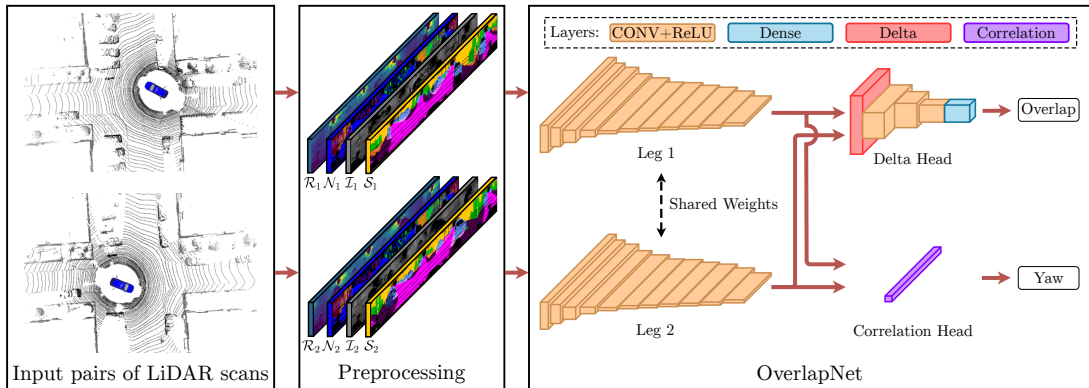 Layers: CONV+ReLU Dense Delta Correlation
Leg 1
Delta Head
Overlap
Shared Weights
Leg 2
Correlation Head
Yaw
ℛ₁ 𝒩₁ ℐ₁ 𝒮₁
ℛ₂ 𝒩₂ ℐ₂ 𝒮₂
Input pairs of LiDAR scans
Preprocessing
OverlapNet